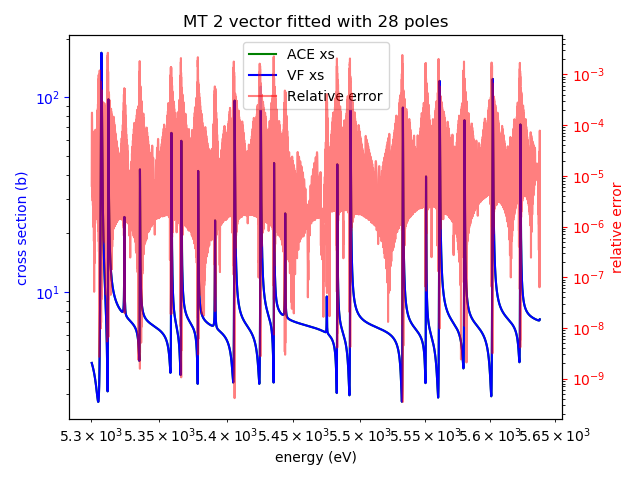 MT 2 vector fitted with 28 poles
ACE xs
VF xs
Relative error
cross section (b)
10²
10¹
relative error
10⁻³
10⁻⁴
10⁻⁵
10⁻⁶
10⁻⁷
10⁻⁸
10⁻⁹
5.3 × 10³ 5.35 × 10³ 5.4 × 10³ 5.45 × 10³ 5.5 × 10³ 5.55 × 10³ 5.6 × 10³ 5.65 × 10³
energy (eV)